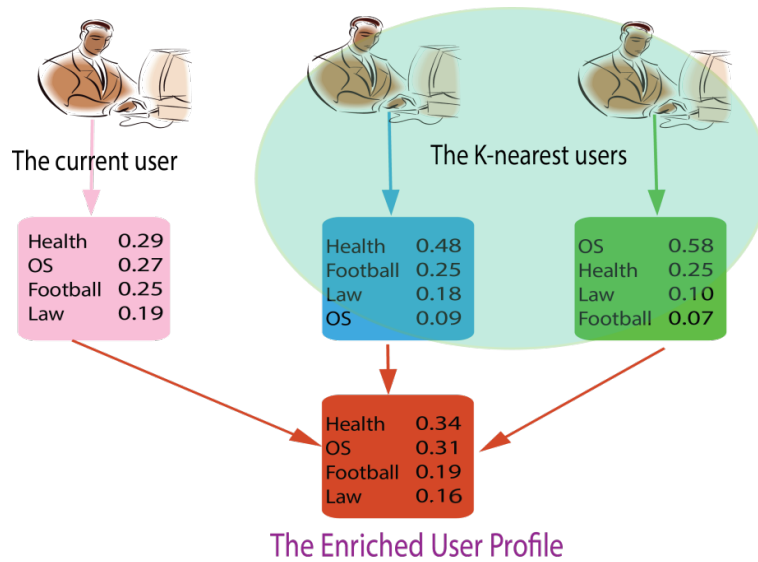 The current user
The K-nearest users
Health 0.29
OS 0.27
Football 0.25
Law 0.19
Health 0.48
Football 0.25
Law 0.18
OS 0.09
OS 0.58
Health 0.25
Law 0.10
Football 0.07
Health 0.34
OS 0.31
Football 0.19
Law 0.16
The Enriched User Profile